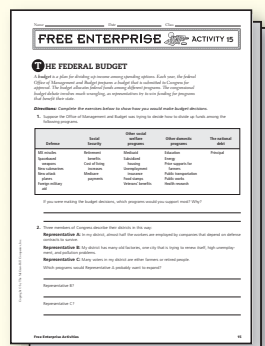 Name Date Class
FREE ENTERPRISE ACTIVITY 15
THE FEDERAL BUDGET
A budget is a plan for dividing up income among spending options. Each year, the federal
Office of Management and Budget prepares a budget that is submitted to Congress for
approval. The budget allocates federal funds among different programs. The congressional
budget debate involves much wrangling, as representatives try to win funding for programs
that benefit their state.
Directions: Complete the exercises below to show how you would make budget decisions.
1. Suppose the Office of Management and Budget was trying to decide how to divide up funds among the
following programs.
Defense
Social
Security
Other social
welfare
programs
Other domestic
programs
The national
debt
MX missiles
Spacebased
weapons
New submarines
New attack
planes
Foreign military
aid
Retirement
benefits
Cost of living
increases
Medicare
payments
Medicaid
Subsidized
housing
Unemployment
insurance
Food stamps
Veterans' benefits
Education
Energy
Price supports for
farmers
Public transportation
Public works
Health research
Principal
If you were making the budget decisions, which programs would you support most? Why?
2. Three members of Congress describe their districts in this way:
Representative A: In my district, almost half the workers are employed by companies that depend on defense
contracts to survive.
Representative B: My district has many old factories, one city that is trying to renew itself, high unemploy-
ment, and pollution problems.
Representative C: Many voters in my district are either farmers or retired people.
Which programs would Representative A probably want to expand?
Representative B?
Representative C?
Free Enterprise Activities 15